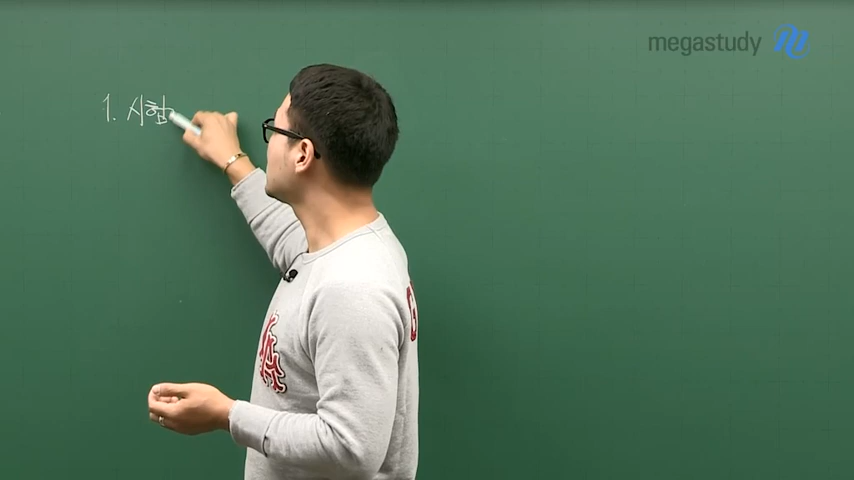 megastudy
1. 시험